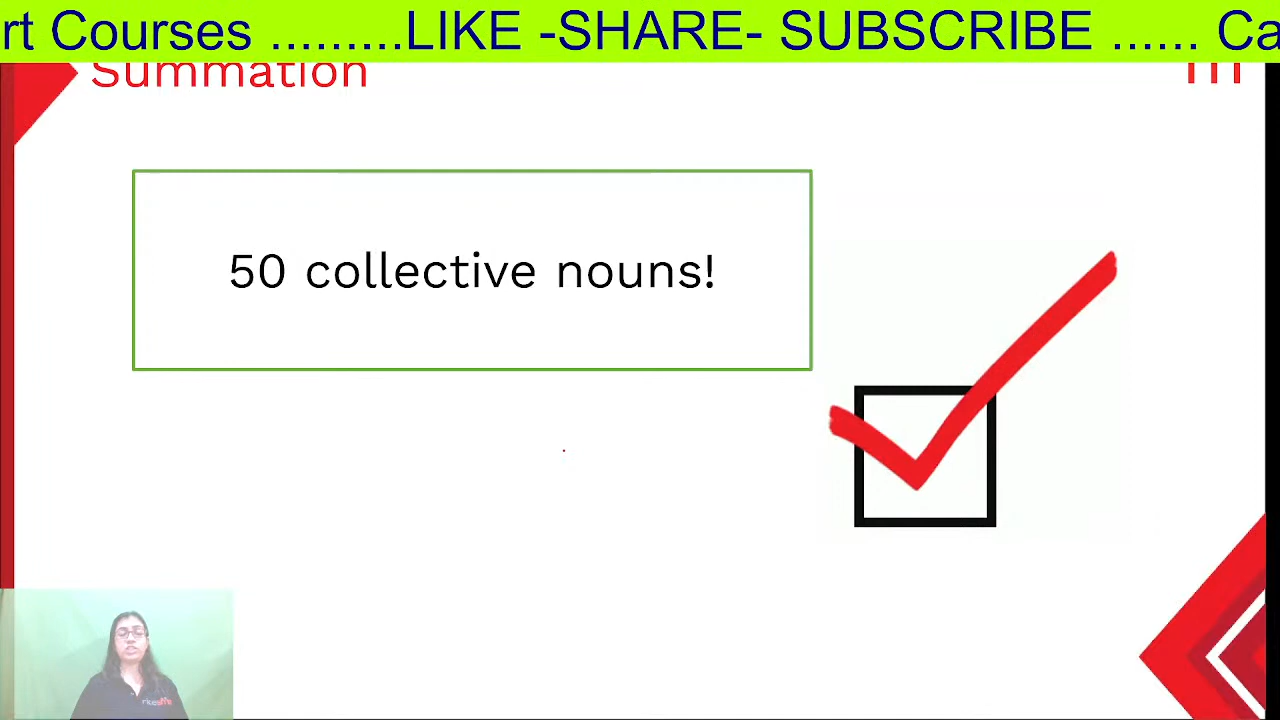 rt Courses .........LIKE -SHARE- SUBSCRIBE ...... Ca
Summation
50 collective nouns!